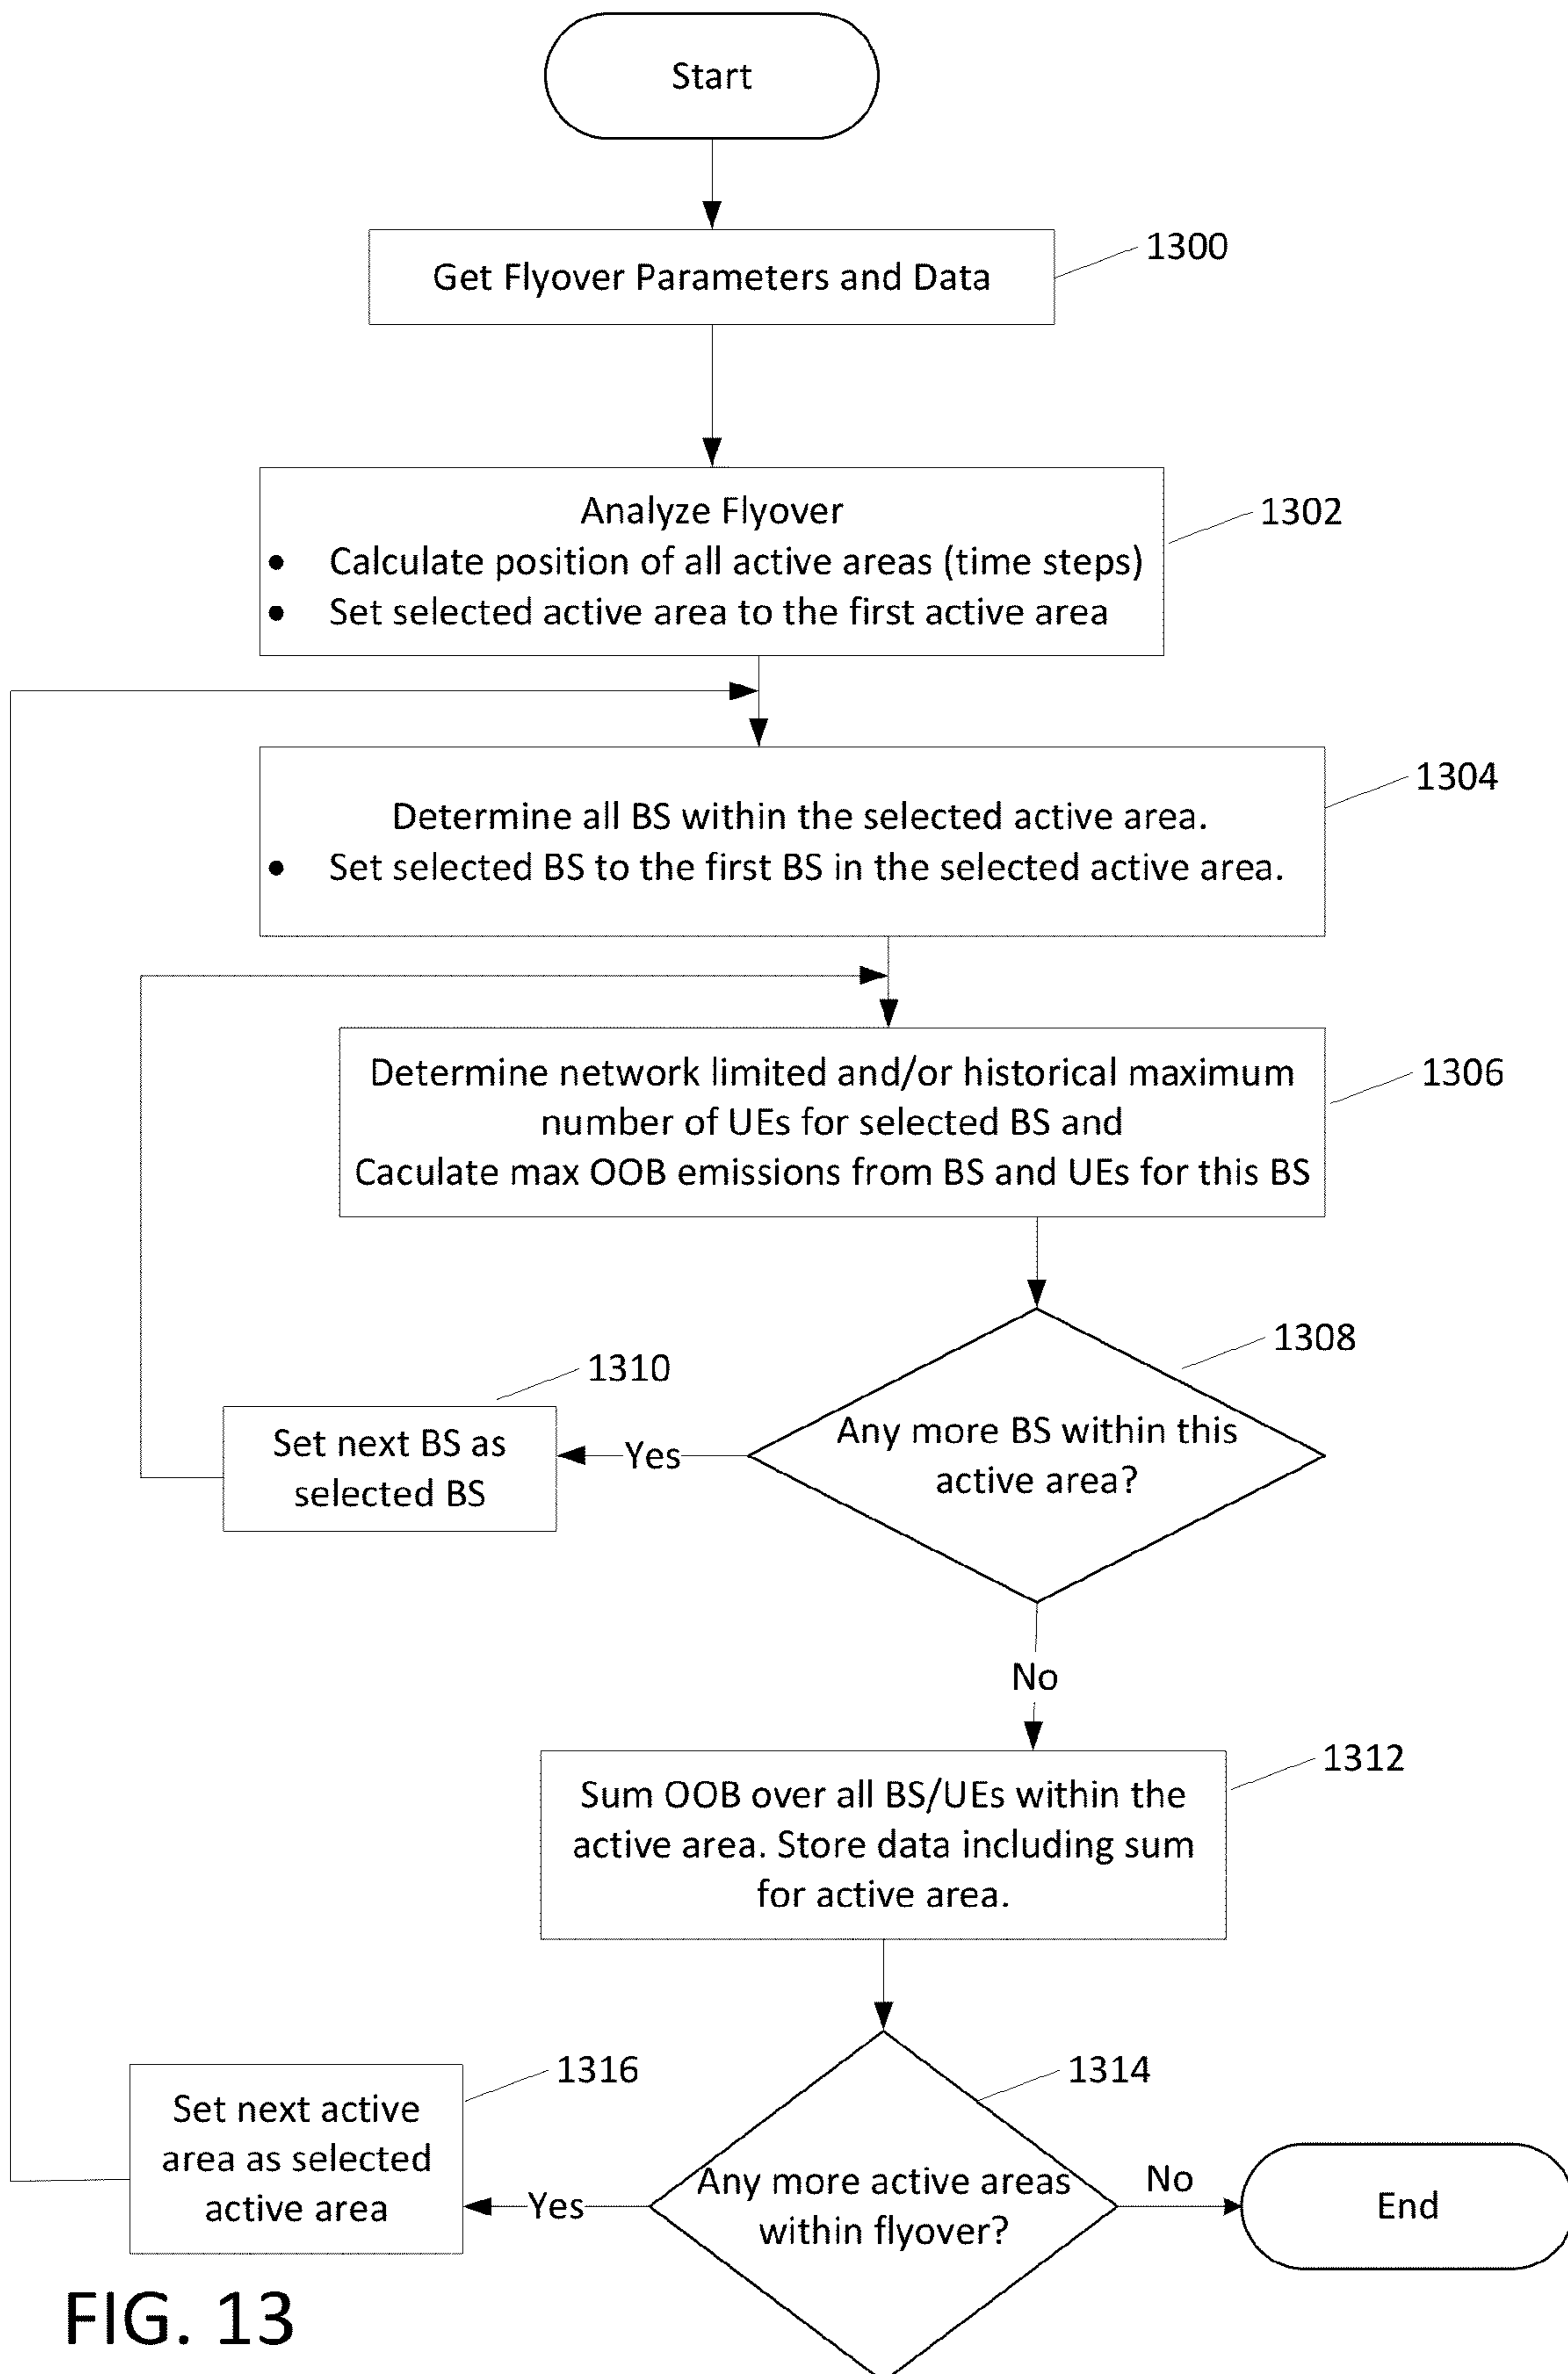 Start
1300
Get Flyover Parameters and Data
1302
Analyze Flyover
• Calculate position of all active areas (time steps)
• Set selected active area to the first active area
1304
Determine all BS within the selected active area.
• Set selected BS to the first BS in the selected active area.
1306
Determine network limited and/or historical maximum
number of UEs for selected BS and
Caculate max OOB emissions from BS and UEs for this BS
1308
Any more BS within this
active area?
Yes
1310
Set next BS as
selected BS
No
1312
Sum OOB over all BS/UEs within the
active area. Store data including sum
for active area.
1314
Any more active areas
within flyover?
Yes
1316
Set next active
area as selected
active area
No
End
FIG. 13